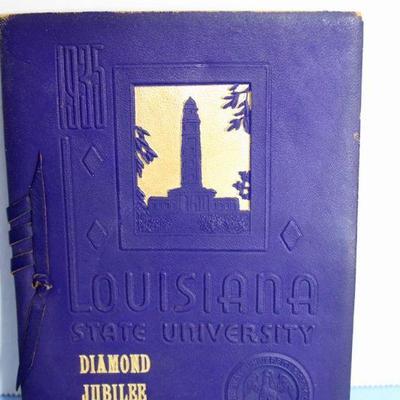 1935
LOUISIANA
STATE UNIVERSITY
DIAMOND
JUBILEE